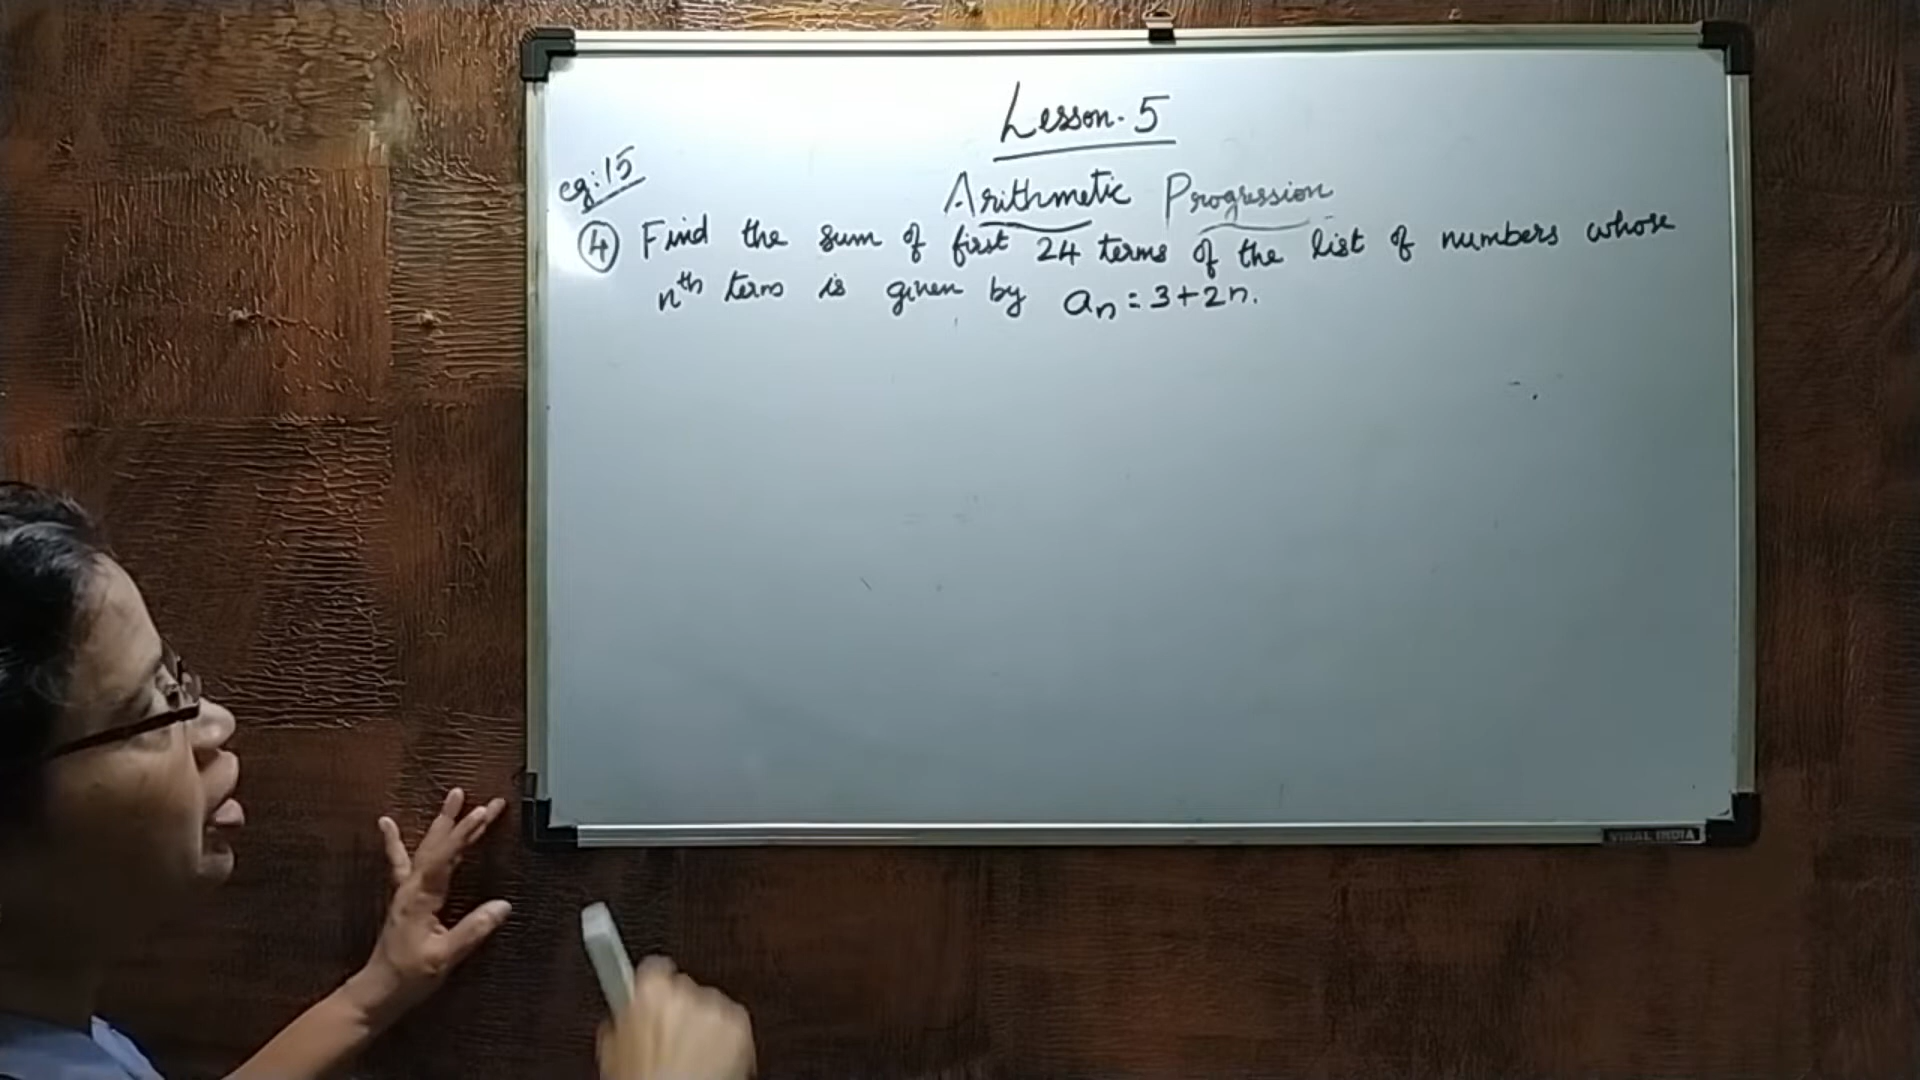 Lesson. 5
eg:15
Arithmetic Progression
4 Find the sum of first 24 terms of the list of numbers whose
nth term is given by an = 3+2n.
VIRAL INDIA